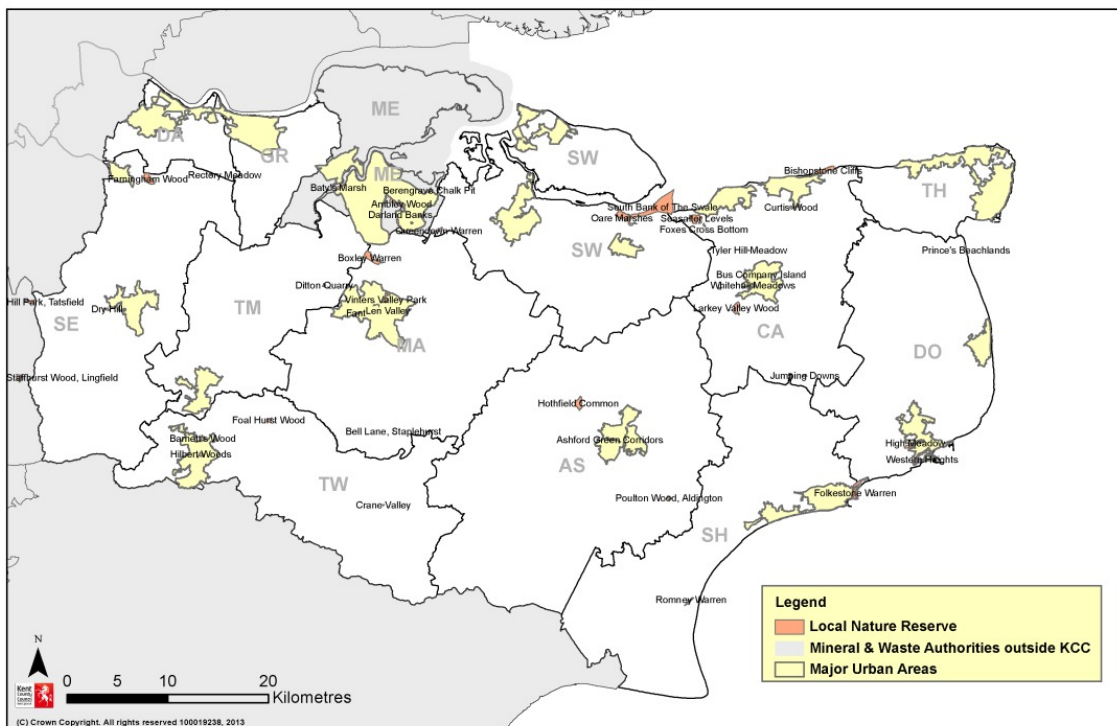 ME
DA
GR
SW
ME
Bishopstone Cliffs
TH
Farningham Wood
Rectery Meadow
Baty's Marsh
Berengrave Chalk Pit
Ambley Wood
Darland Banks
South Bank of The Swale
Oare Marshes
Seasalter Levels
Curtis Wood
Foxes Cross Bottom
SW
Boxley Warren
Tyler Hill Meadow
Prince's Beachlands
Ditton Quarry
Bus Company Island
Whitehall Meadows
Hill Park, Tatsfield
SE
Dry Hill
TM
Vinters Valley Park
Len Valley
Larkey Valley Wood
MA
CA
DO
Staffhurst Wood, Lingfield
Jumping Downs
Hothfield Common
Foal Hurst Wood
Bell Lane, Staplehurst
Barnett's Wood
Hilbert Woods
Ashford Green Corridors
High Meadow
Western Heights
AS
TW
Crane Valley
Poulton Wood, Aldington
Folkestone Warren
SH
Romney Warren
Legend
Local Nature Reserve
Mineral & Waste Authorities outside KCC
Major Urban Areas
N
Kent
County
Council
0 5 10 20
Kilometres
(C) Crown Copyright. All rights reserved 100019238, 2013